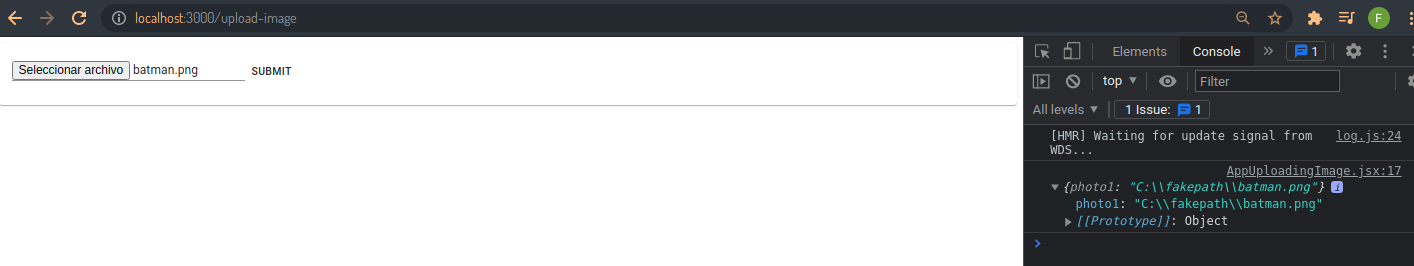 localhost:3000/upload-image
F
Seleccionar archivo batman.png SUBMIT
Elements Console » 1
top Filter
All levels 1 Issue: 1
[HMR] Waiting for update signal from log.js:24
WDS...
AppUploadingImage.jsx:17
{photo1: "C:\\fakepath\\batman.png"} i
photo1: "C:\\fakepath\\batman.png"
[[Prototype]]: Object